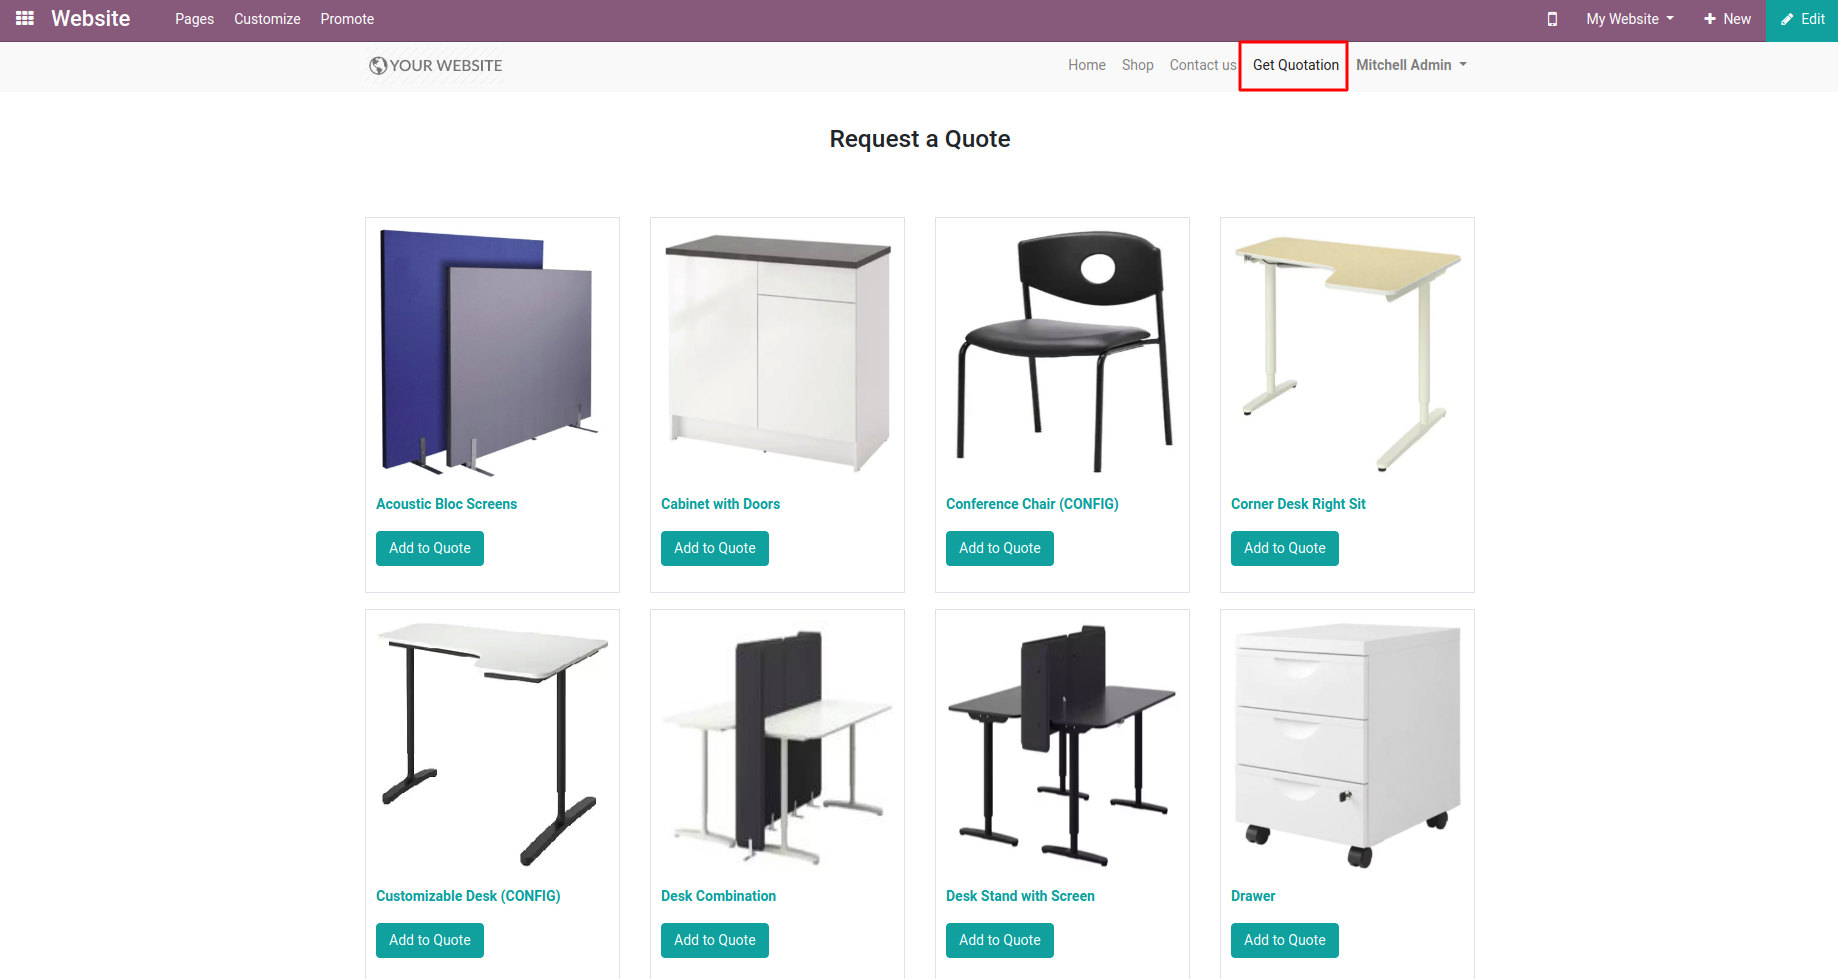 Website Pages Customize Promote My Website New Edit
YOUR WEBSITE Home Shop Contact us Get Quotation Mitchell Admin
Request a Quote
Acoustic Bloc Screens Cabinet with Doors Conference Chair (CONFIG) Corner Desk Right Sit
Add to Quote Add to Quote Add to Quote Add to Quote
Customizable Desk (CONFIG) Desk Combination Desk Stand with Screen Drawer
Add to Quote Add to Quote Add to Quote Add to Quote